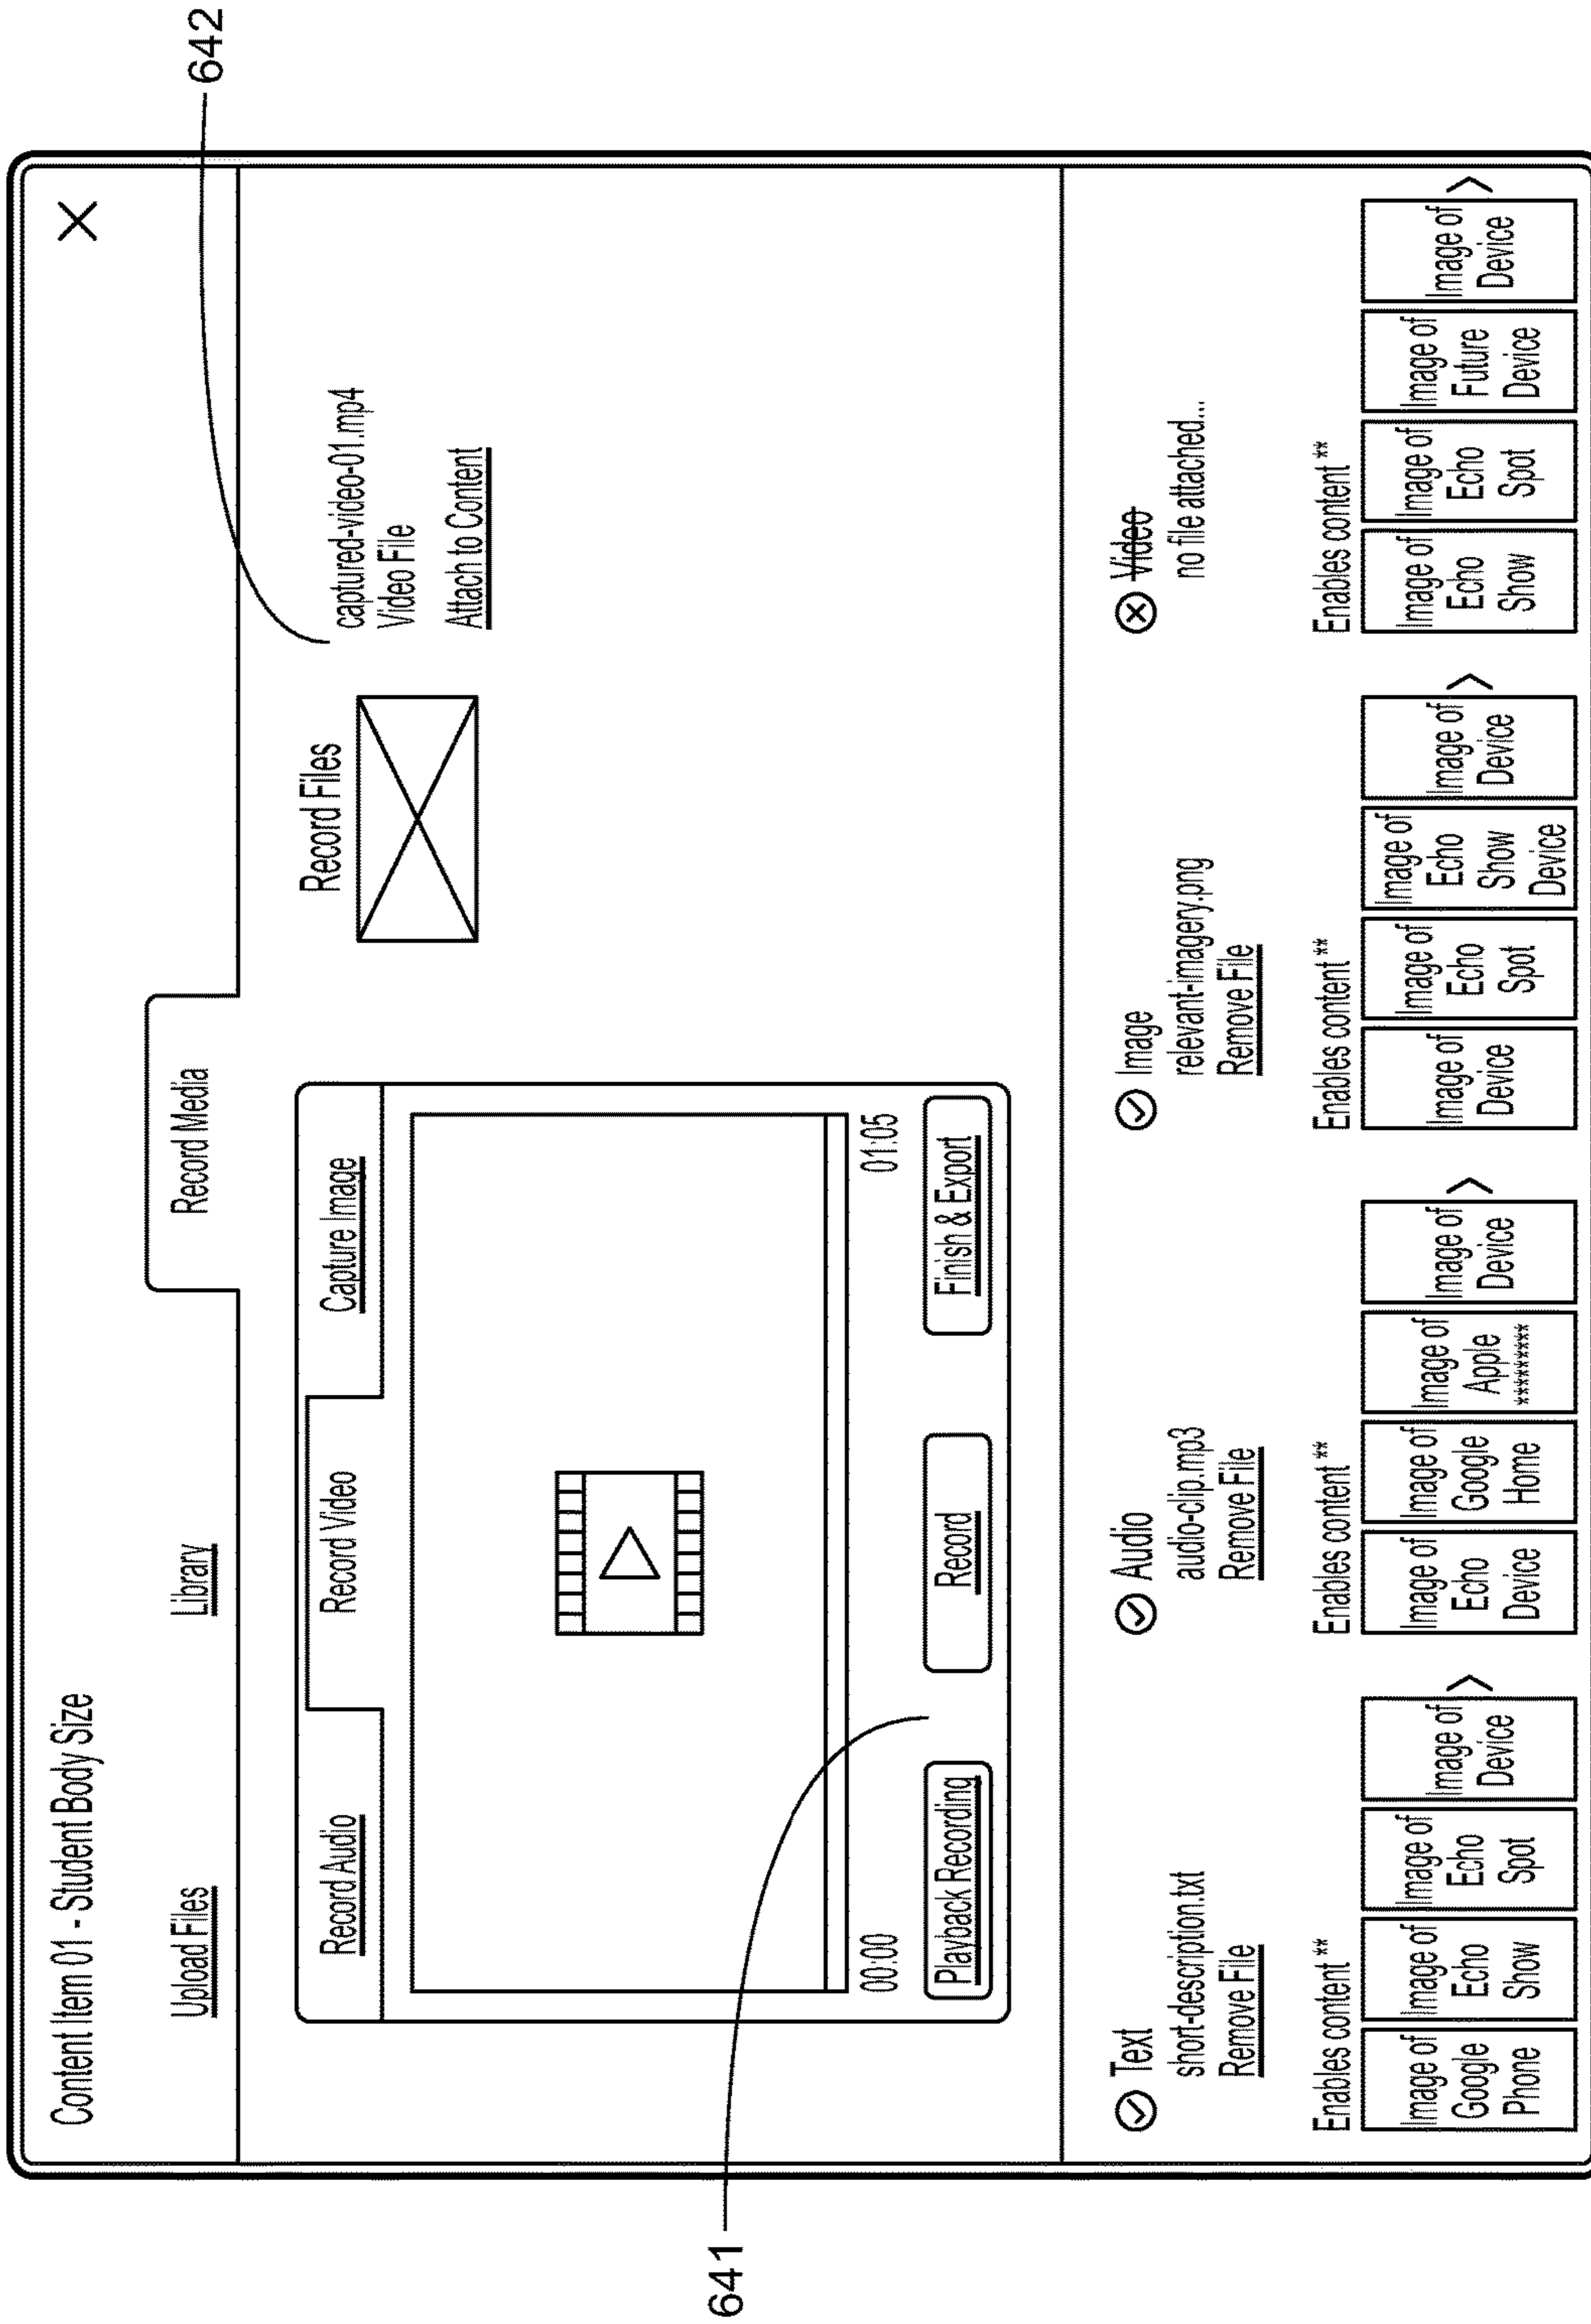 642
Content Item 01 - Student Body Size
Upload Files
Library
Record Media
Record Audio
Record Video
Capture Image
00:00
01:05
Playback Recording
Record
Finish & Export
Record Files
captured-video-01.mp4
Video File
Attach to Content
641
Text
short-description.txt
Remove File
Enables content **
Image of
Google
Phone
Image of
Echo
Show
Image of
Echo
Spot
Image of
Device
Audio
audio-clip.mp3
Remove File
Enables content **
Image of
Echo
Device
Image of
Google
Home
Image of
Apple
*********
Image of
Device
Image
relevant-imagery.png
Remove File
Enables content **
Image of
Device
Image of
Echo
Spot
Image of
Echo
Show
Device
Image of
Device
Video
no file attached...
Enables content **
Image of
Echo
Show
Image of
Echo
Spot
Image of
Future
Device
Image of
Device